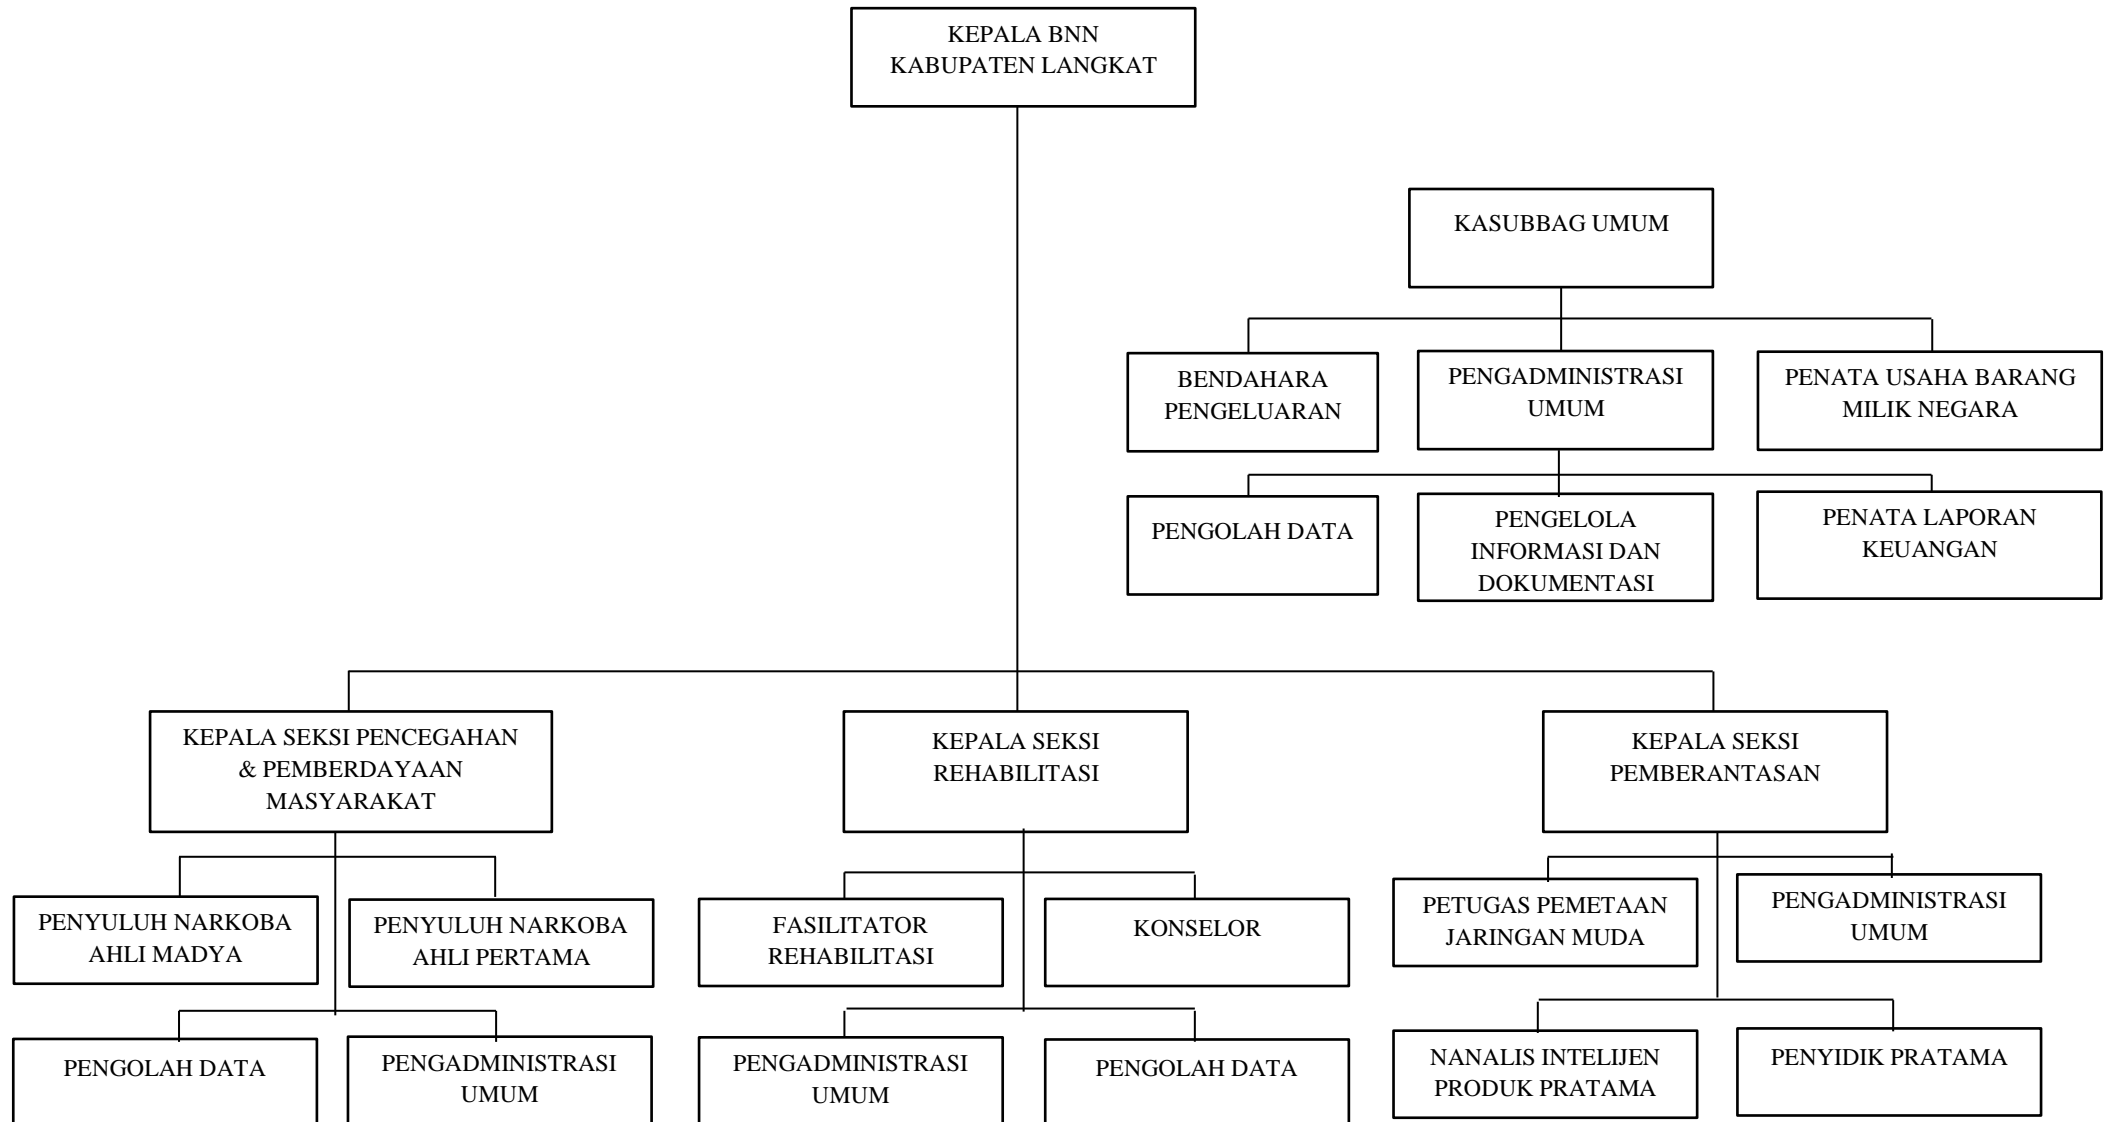 KEPALA BNN
KABUPATEN LANGKAT
KASUBBAG UMUM
BENDAHARA
PENGELUARAN
PENGADMINISTRASI
UMUM
PENATA USAHA BARANG
MILIK NEGARA
PENGOLAH DATA
PENGELOLA
INFORMASI DAN
DOKUMENTASI
PENATA LAPORAN
KEUANGAN
KEPALA SEKSI PENCEGAHAN
& PEMBERDAYAAN
MASYARAKAT
KEPALA SEKSI
REHABILITASI
KEPALA SEKSI
PEMBERANTASAN
PENYULUH NARKOBA
AHLI MADYA
PENYULUH NARKOBA
AHLI PERTAMA
FASILITATOR
REHABILITASI
KONSELOR
PETUGAS PEMETAAN
JARINGAN MUDA
PENGADMINISTRASI
UMUM
PENGOLAH DATA
PENGADMINISTRASI
UMUM
PENGADMINISTRASI
UMUM
PENGOLAH DATA
NANALIS INTELIJEN
PRODUK PRATAMA
PENYIDIK PRATAMA